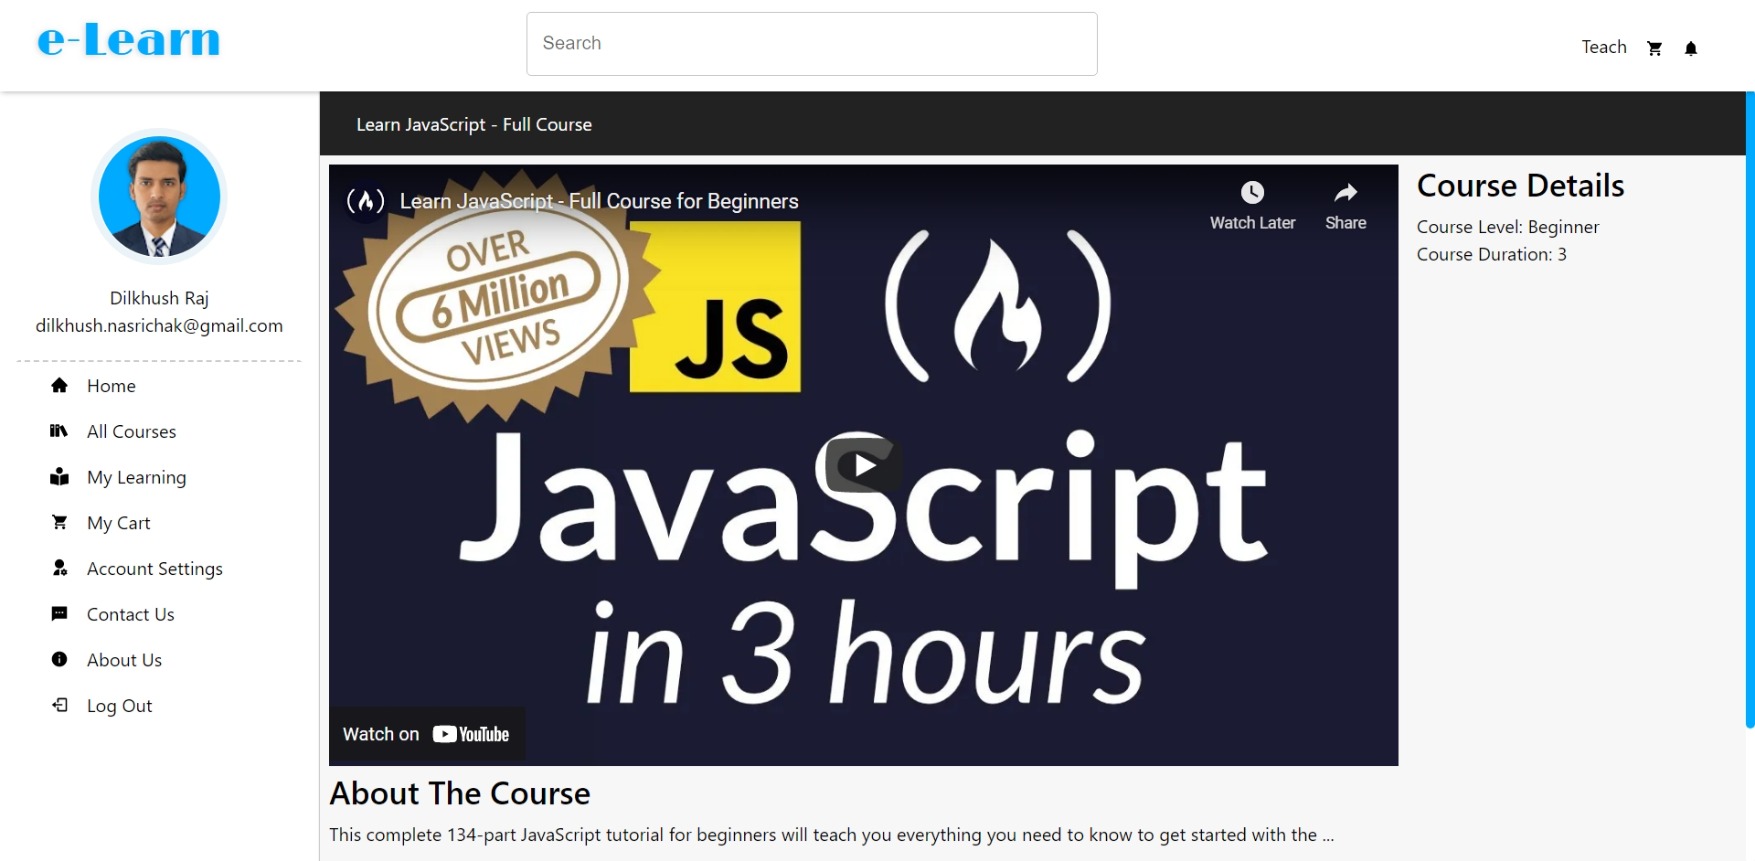 e-Learn
Search
Teach
Dilkhush Raj
dilkhush.nasrichak@gmail.com
Home
All Courses
My Learning
My Cart
Account Settings
Contact Us
About Us
Log Out
Learn JavaScript - Full Course
Learn JavaScript - Full Course for Beginners
Watch Later
Share
OVER
6 Million
VIEWS
JS
JavaScript
in 3 hours
Watch on YouTube
Course Details
Course Level: Beginner
Course Duration: 3
About The Course
This complete 134-part JavaScript tutorial for beginners will teach you everything you need to know to get started with the ...